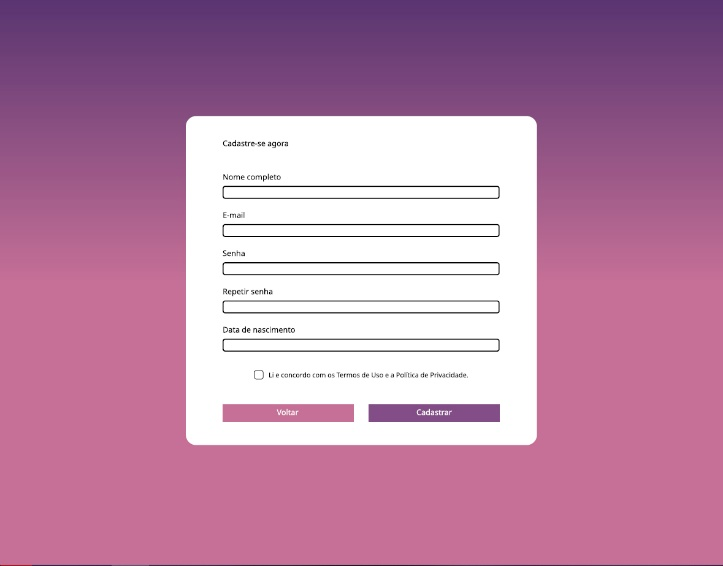 Cadastre-se agora
Nome completo
E-mail
Senha
Repetir senha
Data de nascimento
Li e concordo com os Termos de Uso e a Política de Privacidade.
Voltar Cadastrar